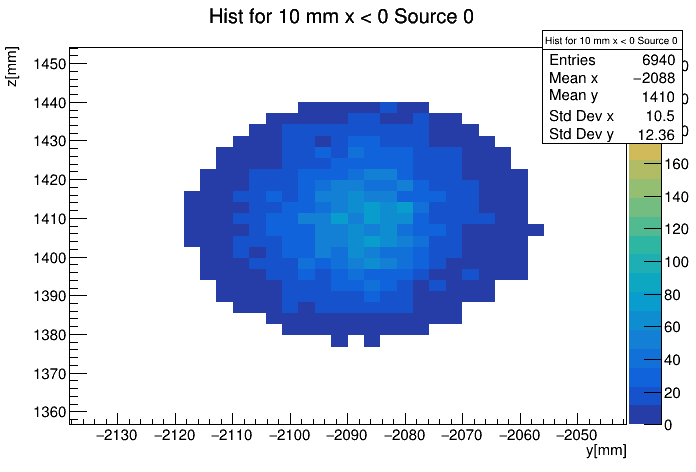 Hist for 10 mm x < 0 Source 0
Hist for 10 mm x < 0 Source 0
Entries 6940
Mean x −2088
Mean y 1410
Std Dev x 10.5
Std Dev y 12.36
z[mm]
1450
1440
1430
1420
1410
1400
1390
1380
1370
1360
−2130 −2120 −2110 −2100 −2090 −2080 −2070 −2060 −2050
y[mm]
160
140
120
100
80
60
40
20
0